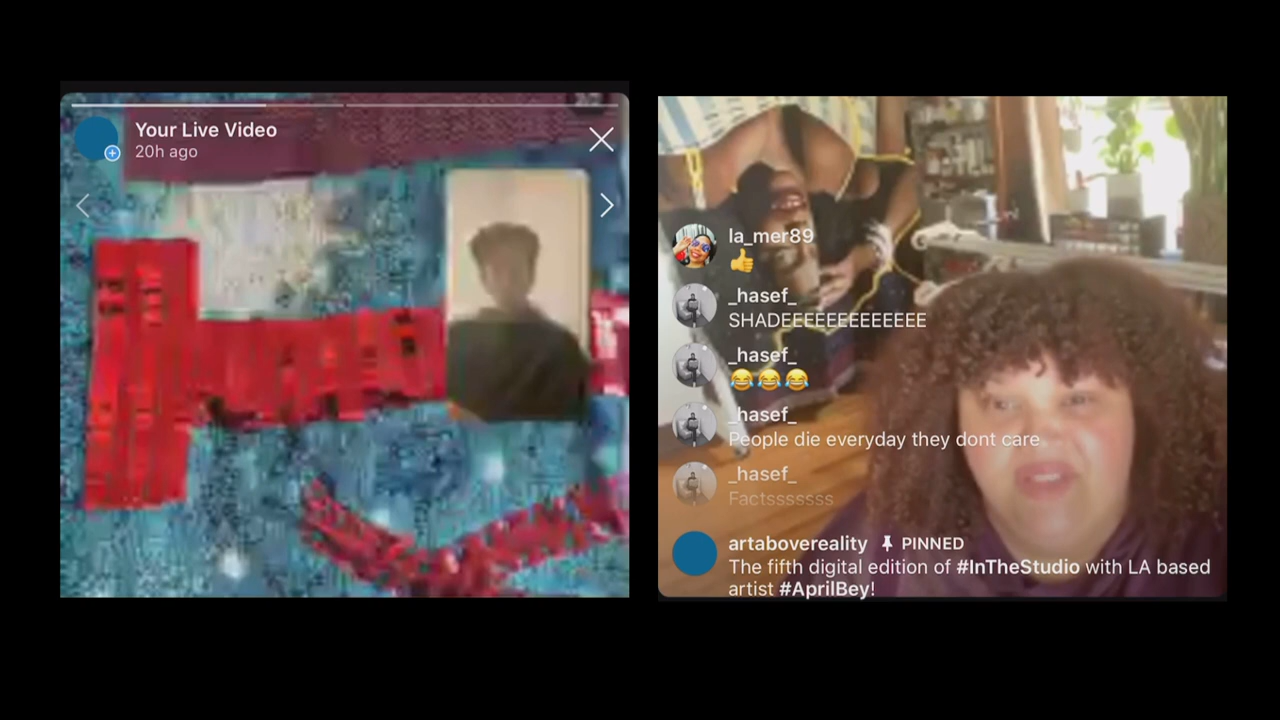 Your Live Video
20h ago
la_mer89
👍
_hasef_
SHADEEEEEEEEEEEEE
_hasef_
😂😂😂
_hasef_
People die everyday they dont care
_hasef_
Factsssssss
artabovereality PINNED
The fifth digital edition of #InTheStudio with LA based
artist #AprilBey!